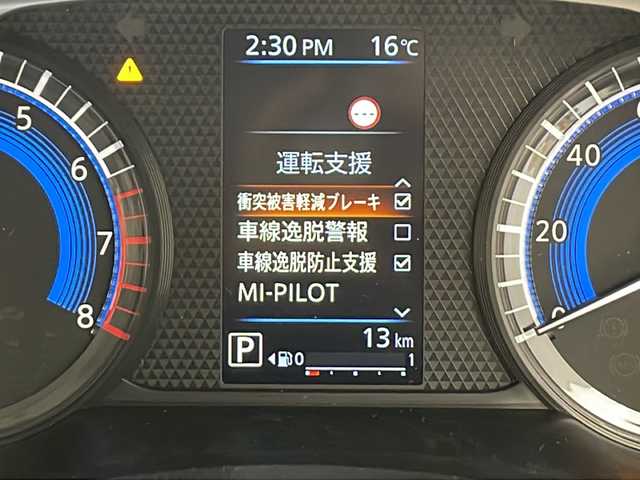 2:30 PM 16℃
---
運転支援
衝突被害軽減ブレーキ
車線逸脱警報
車線逸脱防止支援
MI-PILOT
13 km
P 0 1
5
6
7
8
40
20
0